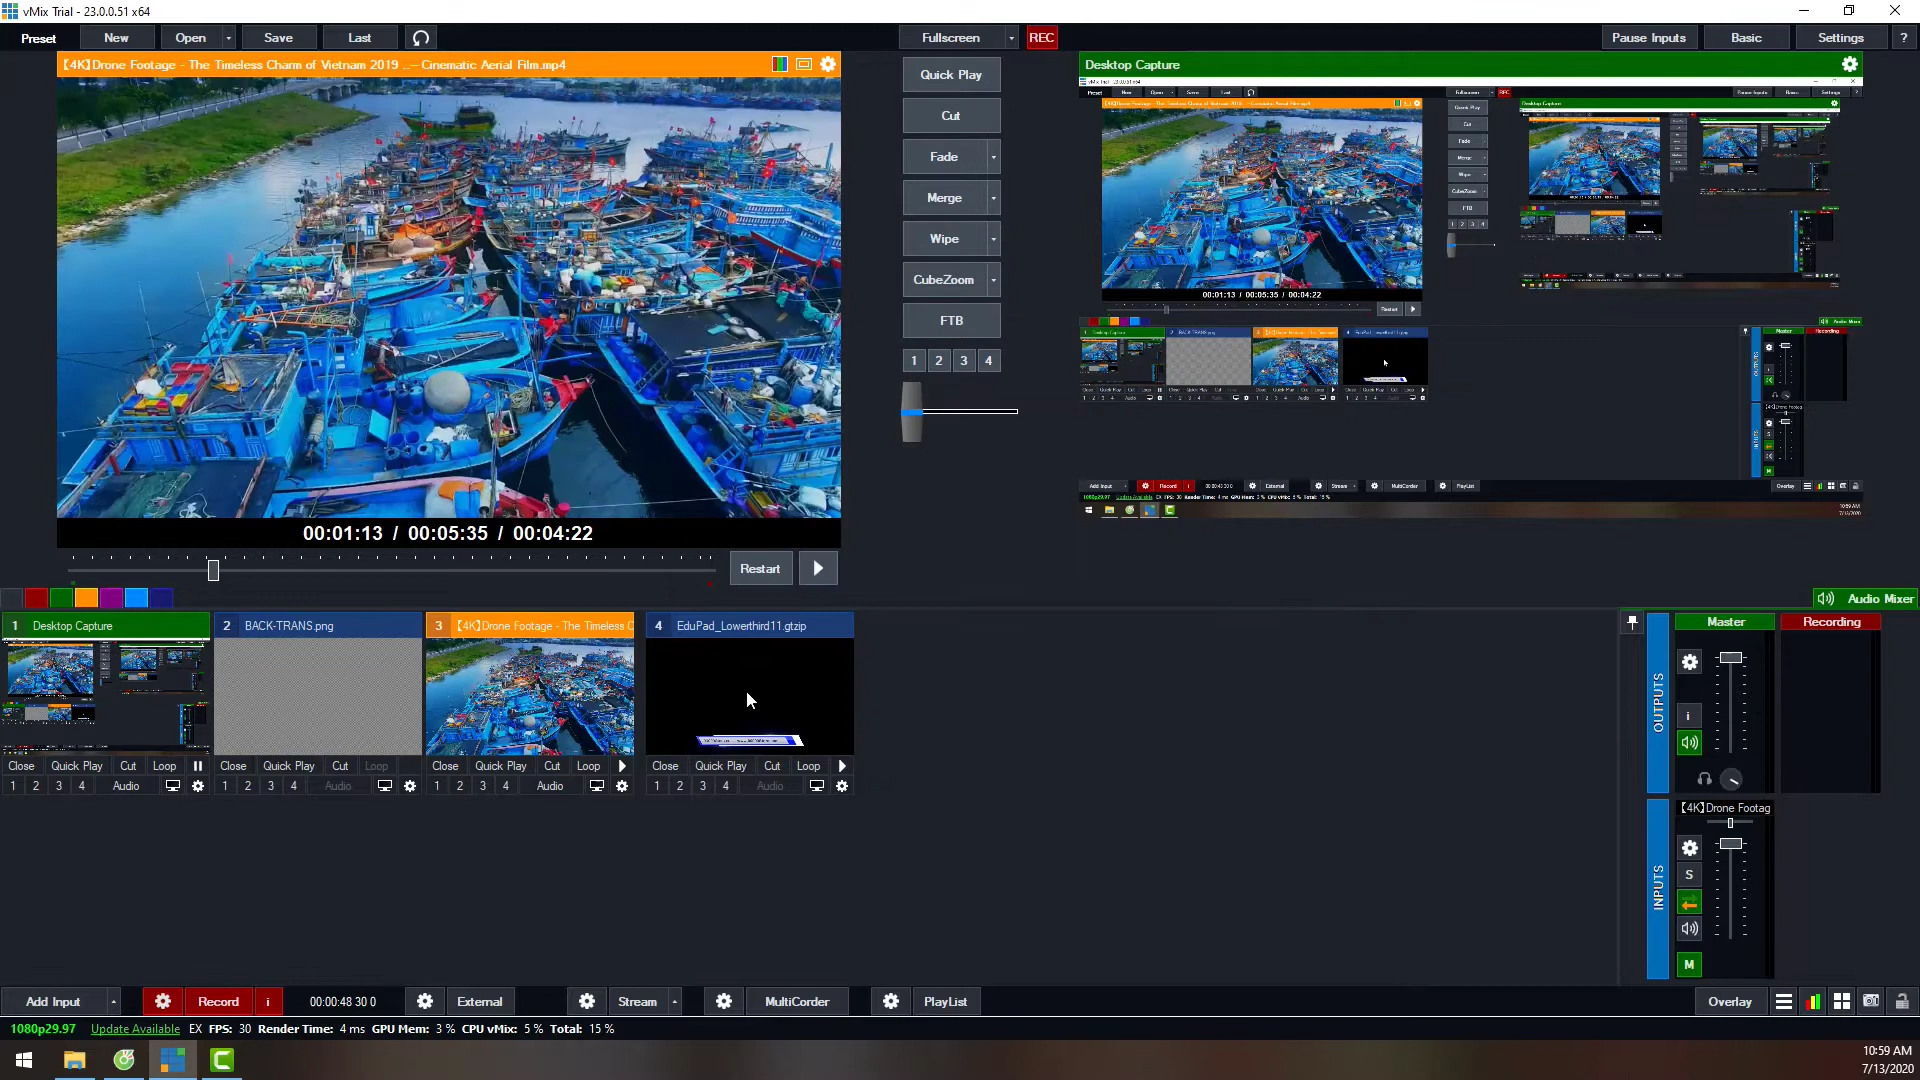 vMix Trial - 23.0.0.51 x64
Preset
New
Open
Save
Last
Fullscreen
REC
Pause Inputs
Basic
Settings
?
【4K】Drone Footage - The Timeless Charm of Vietnam 2019 ..-- Cinematic Aerial Film.mp4
Quick Play
Cut
Fade
Merge
Wipe
CubeZoom
FTB
1 2 3 4
Desktop Capture
00:01:13 / 00:05:35 / 00:04:22
Restart
Audio Mixer
1 Desktop Capture
2 BACK-TRANS.png
3 【4K】Drone Footage - The Timeless C
4 EduPad_Lowerthird11.gtzip
Close Quick Play Cut Loop
1 2 3 4 Audio
Close Quick Play Cut Loop
1 2 3 4 Audio
Close Quick Play Cut Loop
1 2 3 4 Audio
Close Quick Play Cut Loop
1 2 3 4 Audio
Master
Recording
OUTPUTS
i
【4K】Drone Footag
INPUTS
S
M
Add Input
Record
i
00:00:48 30 0
External
Stream
MultiCorder
PlayList
Overlay
1080p29.97 Update Available EX FPS: 30 Render Time: 4 ms GPU Mem: 3 % CPU vMix: 5 % Total: 15 %
10:59 AM
7/13/2020